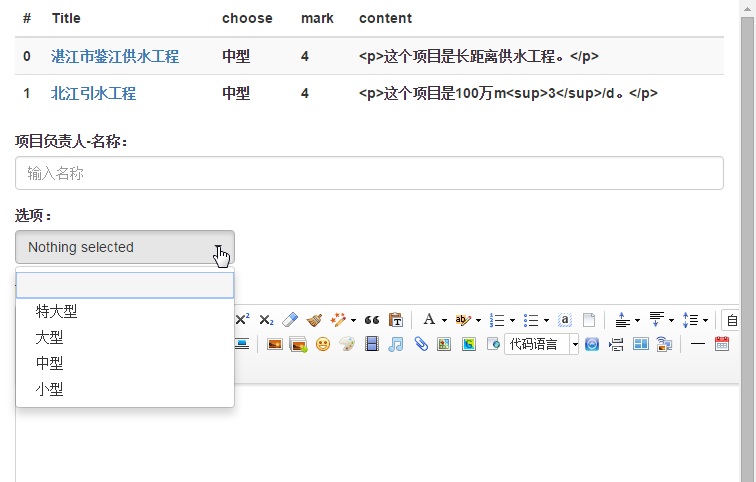 # Title choose mark content
0 湛江市鉴江供水工程 中型 4 <p>这个项目是长距离供水工程。</p>
1 北江引水工程 中型 4 <p>这个项目是100万m<sup>3</sup>/d。</p>
项目负责人-名称：
输入名称
选项：
Nothing selected
特大型
大型
中型
小型
自
代码语言